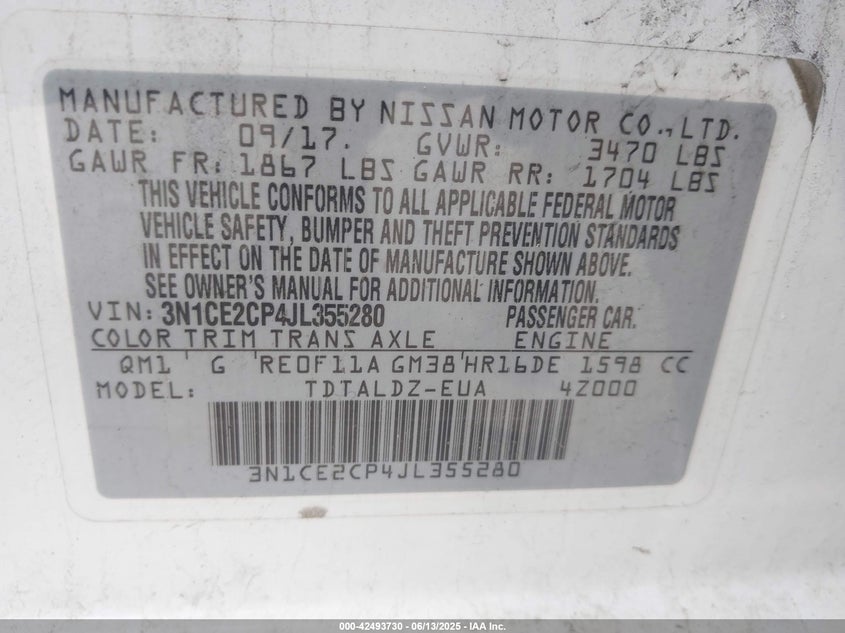 MANUFACTURED BY NISSAN MOTOR CO., LTD.
DATE: 09/17. GVWR: 3470 LBS
GAWR FR: 1867 LBS GAWR RR: 1704 LBS
THIS VEHICLE CONFORMS TO ALL APPLICABLE FEDERAL MOTOR
VEHICLE SAFETY, BUMPER AND THEFT PREVENTION STANDARDS
IN EFFECT ON THE DATE OF MANUFACTURE SHOWN ABOVE.
SEE OWNER'S MANUAL FOR ADDITIONAL INFORMATION.
VIN: 3N1CE2CP4JL355280 PASSENGER CAR.
COLOR TRIM TRANS AXLE ENGINE
QM1 G RE0F11A GM38 HR16DE 1598 CC
MODEL: TDTALDZ-EUA 4Z000
3N1CE2CP4JL355280
000-42493730 - 06/13/2025 - IAA Inc.